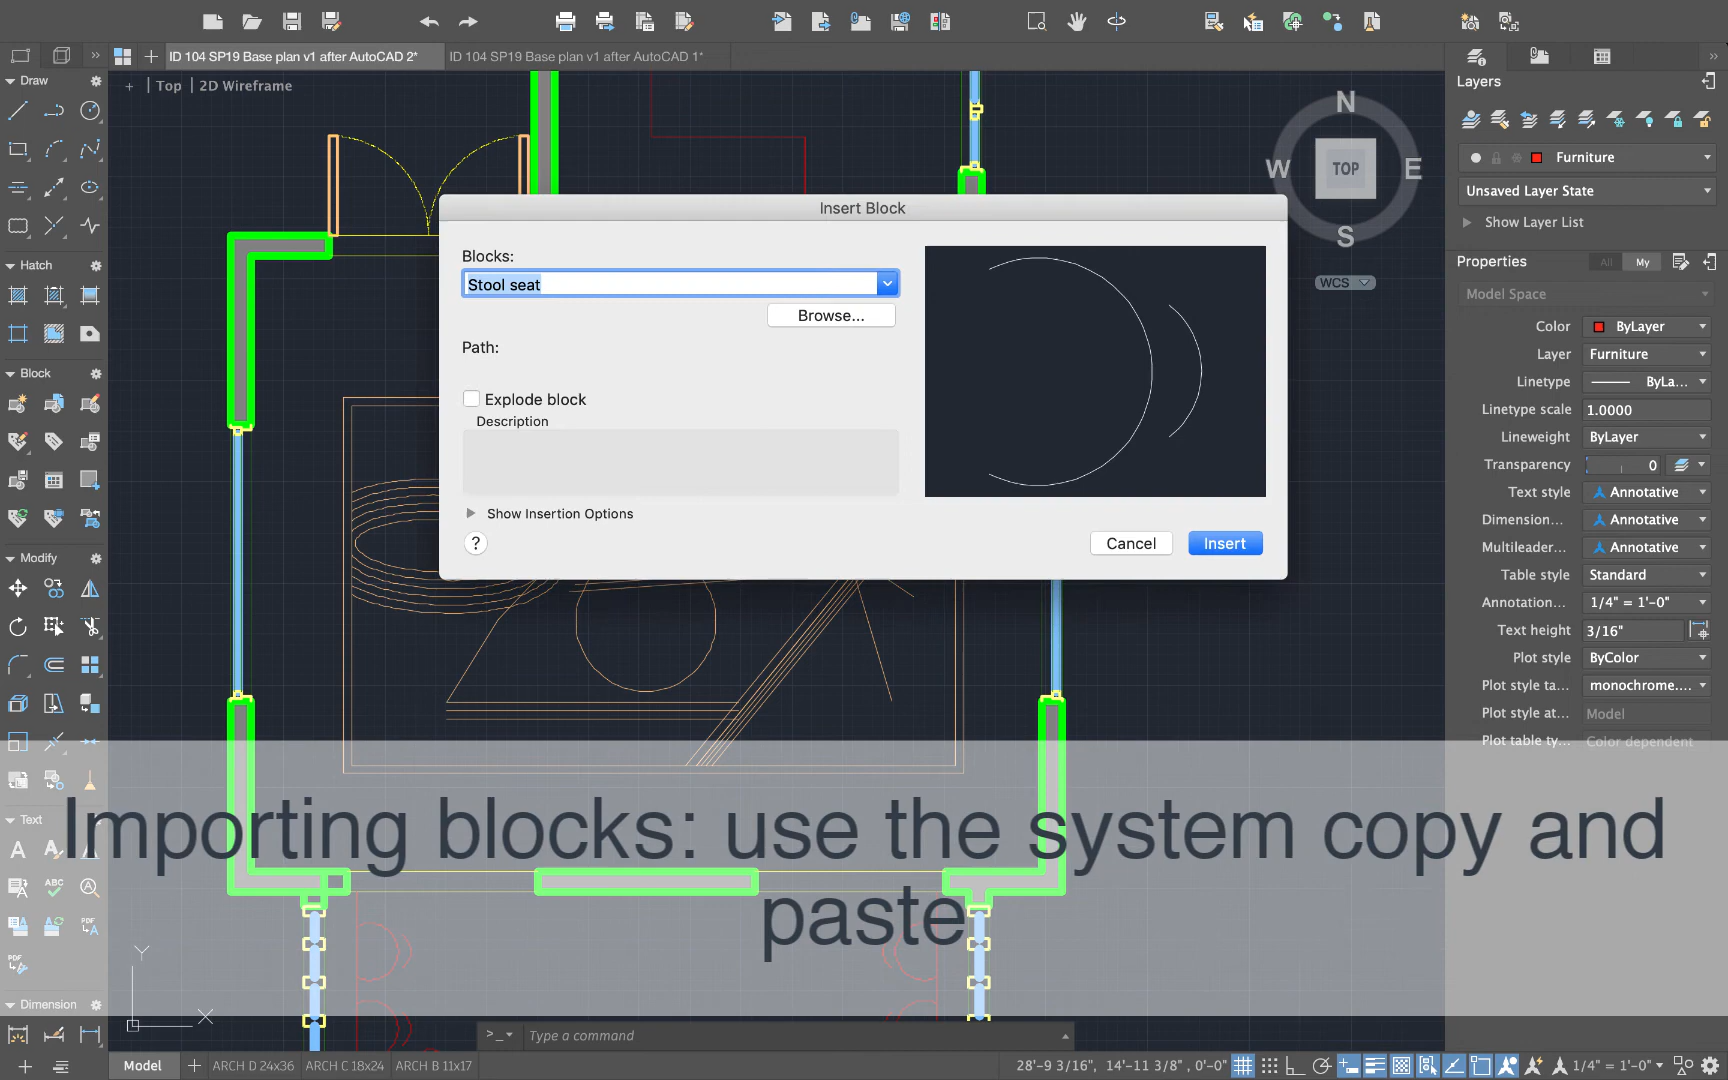 ID 104 SP19 Base plan v1 after AutoCAD 2*
ID 104 SP19 Base plan v1 after AutoCAD 1*
Draw
+ | Top | 2D Wireframe
Layers
N
W
TOP
E
S
WCS
Furniture
Unsaved Layer State
Show Layer List
Hatch
Block
Modify
Text
ABC
PDF
PDF
Dimension
Insert Block
Blocks:
Stool seat
Browse...
Path:
Explode block
Description
Show Insertion Options
?
Cancel
Insert
Properties
All
My
Model Space
Color
ByLayer
Layer
Furniture
Linetype
ByLa...
Linetype scale
1.0000
Lineweight
ByLayer
Transparency
0
Text style
Annotative
Dimension...
Annotative
Multileader...
Annotative
Table style
Standard
Annotation...
1/4" = 1'-0"
Text height
3/16"
Plot style
ByColor
Plot style ta...
monochrome....
Plot style at...
Model
Plot table ty...
Color dependent
Importing blocks: use the system copy and
paste
Y
X
>_
Type a command
Model
ARCH D 24x36
ARCH C 18x24
ARCH B 11x17
28'-9 3/16", 14'-11 3/8", 0'-0"
1/4" = 1'-0"